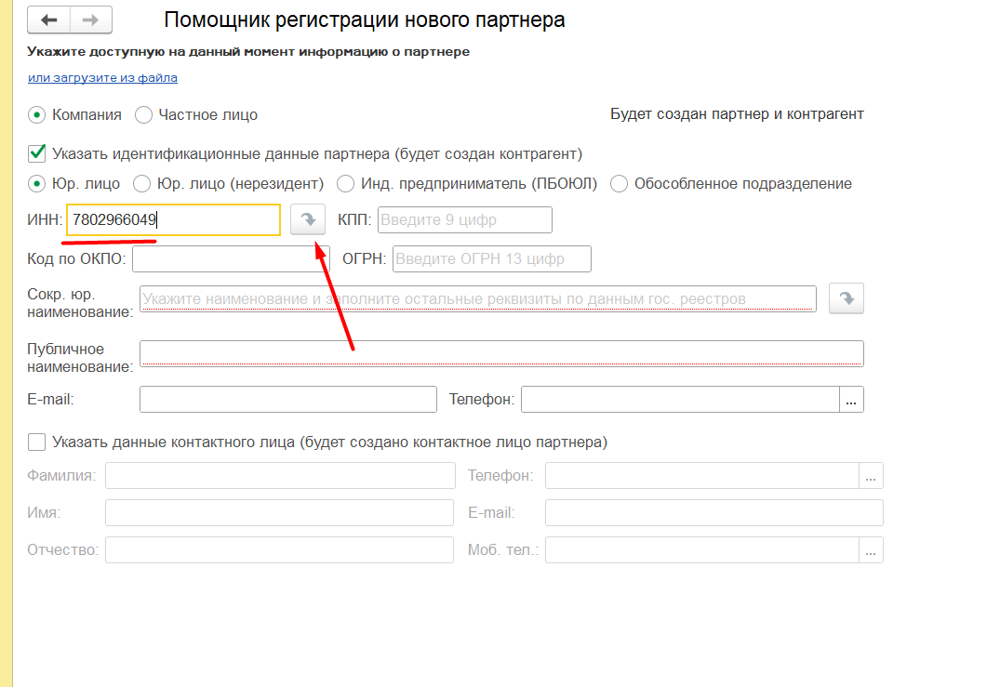 Помощник регистрации нового партнера
Укажите доступную на данный момент информацию о партнере
или загрузите из файла
Компания Частное лицо Будет создан партнер и контрагент
Указать идентификационные данные партнера (будет создан контрагент)
Юр. лицо Юр. лицо (нерезидент) Инд. предприниматель (ПБОЮЛ) Обособленное подразделение
ИНН: 7802966049 КПП: Введите 9 цифр
Код по ОКПО: ОГРН: Введите ОГРН 13 цифр
Сокр. юр.
наименование: Укажите наименование и заполните остальные реквизиты по данным гос. реестров
Публичное
наименование:
E-mail: Телефон: ...
Указать данные контактного лица (будет создано контактное лицо партнера)
Фамилия: Телефон: ...
Имя: E-mail:
Отчество: Моб. тел.: ...